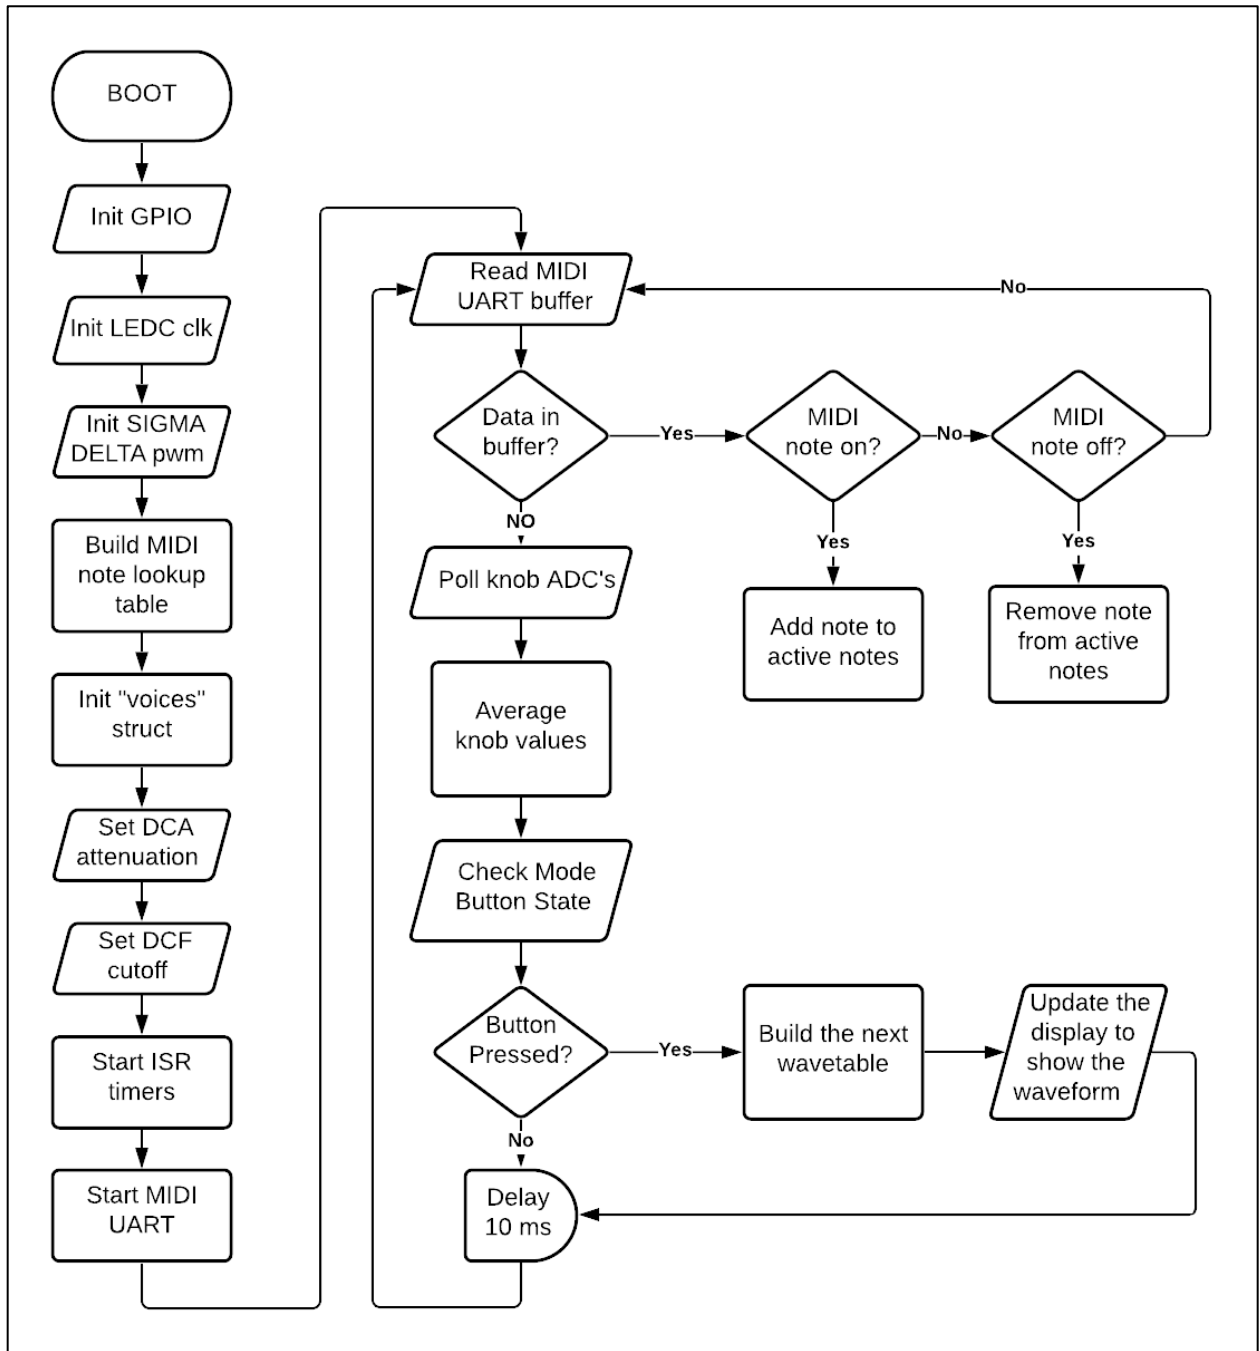 BOOT
Init GPIO
Init LEDC clk
Init SIGMA
DELTA pwm
Build MIDI
note lookup
table
Init "voices"
struct
Set DCA
attenuation
Set DCF
cutoff
Start ISR
timers
Start MIDI
UART
Read MIDI
UART buffer
Data in
buffer?
Yes
MIDI
note on?
No
MIDI
note off?
No
Yes
Add note to
active notes
Yes
Remove note
from active
notes
NO
Poll knob ADC's
Average
knob values
Check Mode
Button State
Button
Pressed?
Yes
Build the next
wavetable
Update the
display to
show the
waveform
No
Delay
10 ms